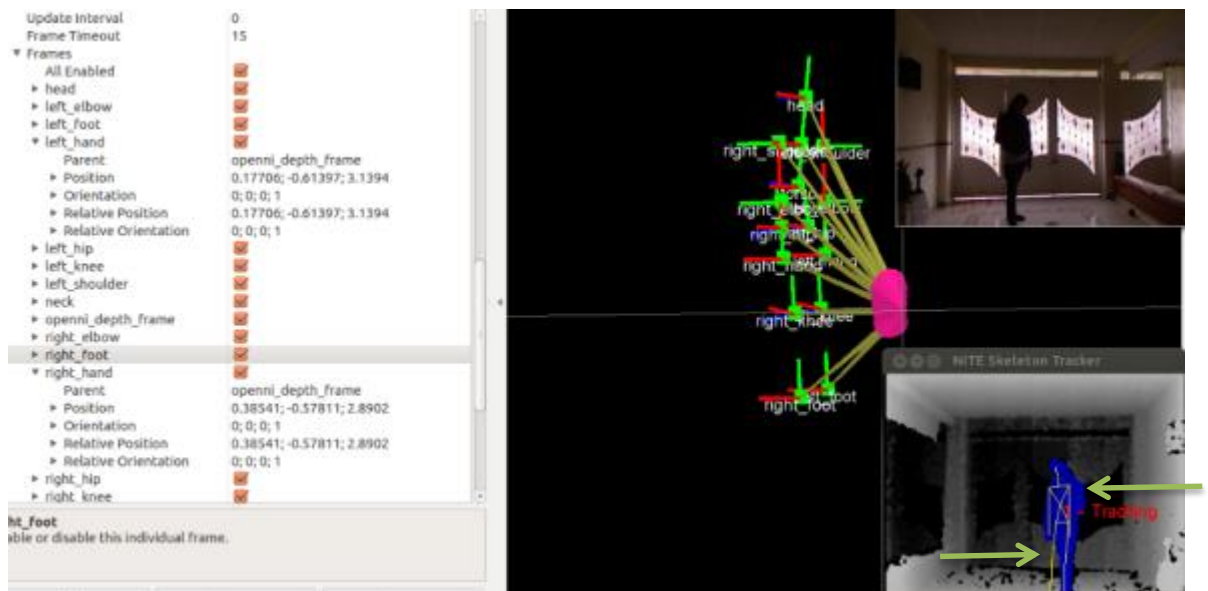 Update Interval 0
Frame Timeout 15
Frames
All Enabled
head
left_elbow
left_foot
left_hand
Parent openni_depth_frame
Position 0.17706; -0.61397; 3.1394
Orientation 0; 0; 0; 1
Relative Position 0.17706; -0.61397; 3.1394
Relative Orientation 0; 0; 0; 1
left_hip
left_knee
left_shoulder
neck
openni_depth_frame
right_elbow
right_foot
right_hand
Parent openni_depth_frame
Position 0.38541; -0.57811; 2.8902
Orientation 0; 0; 0; 1
Relative Position 0.38541; -0.57811; 2.8902
Relative Orientation 0; 0; 0; 1
right_hip
right_knee
ht_foot
able or disable this individual frame.
head
right_knee
right_foot
NITE Skeleton Tracker
- Tracking